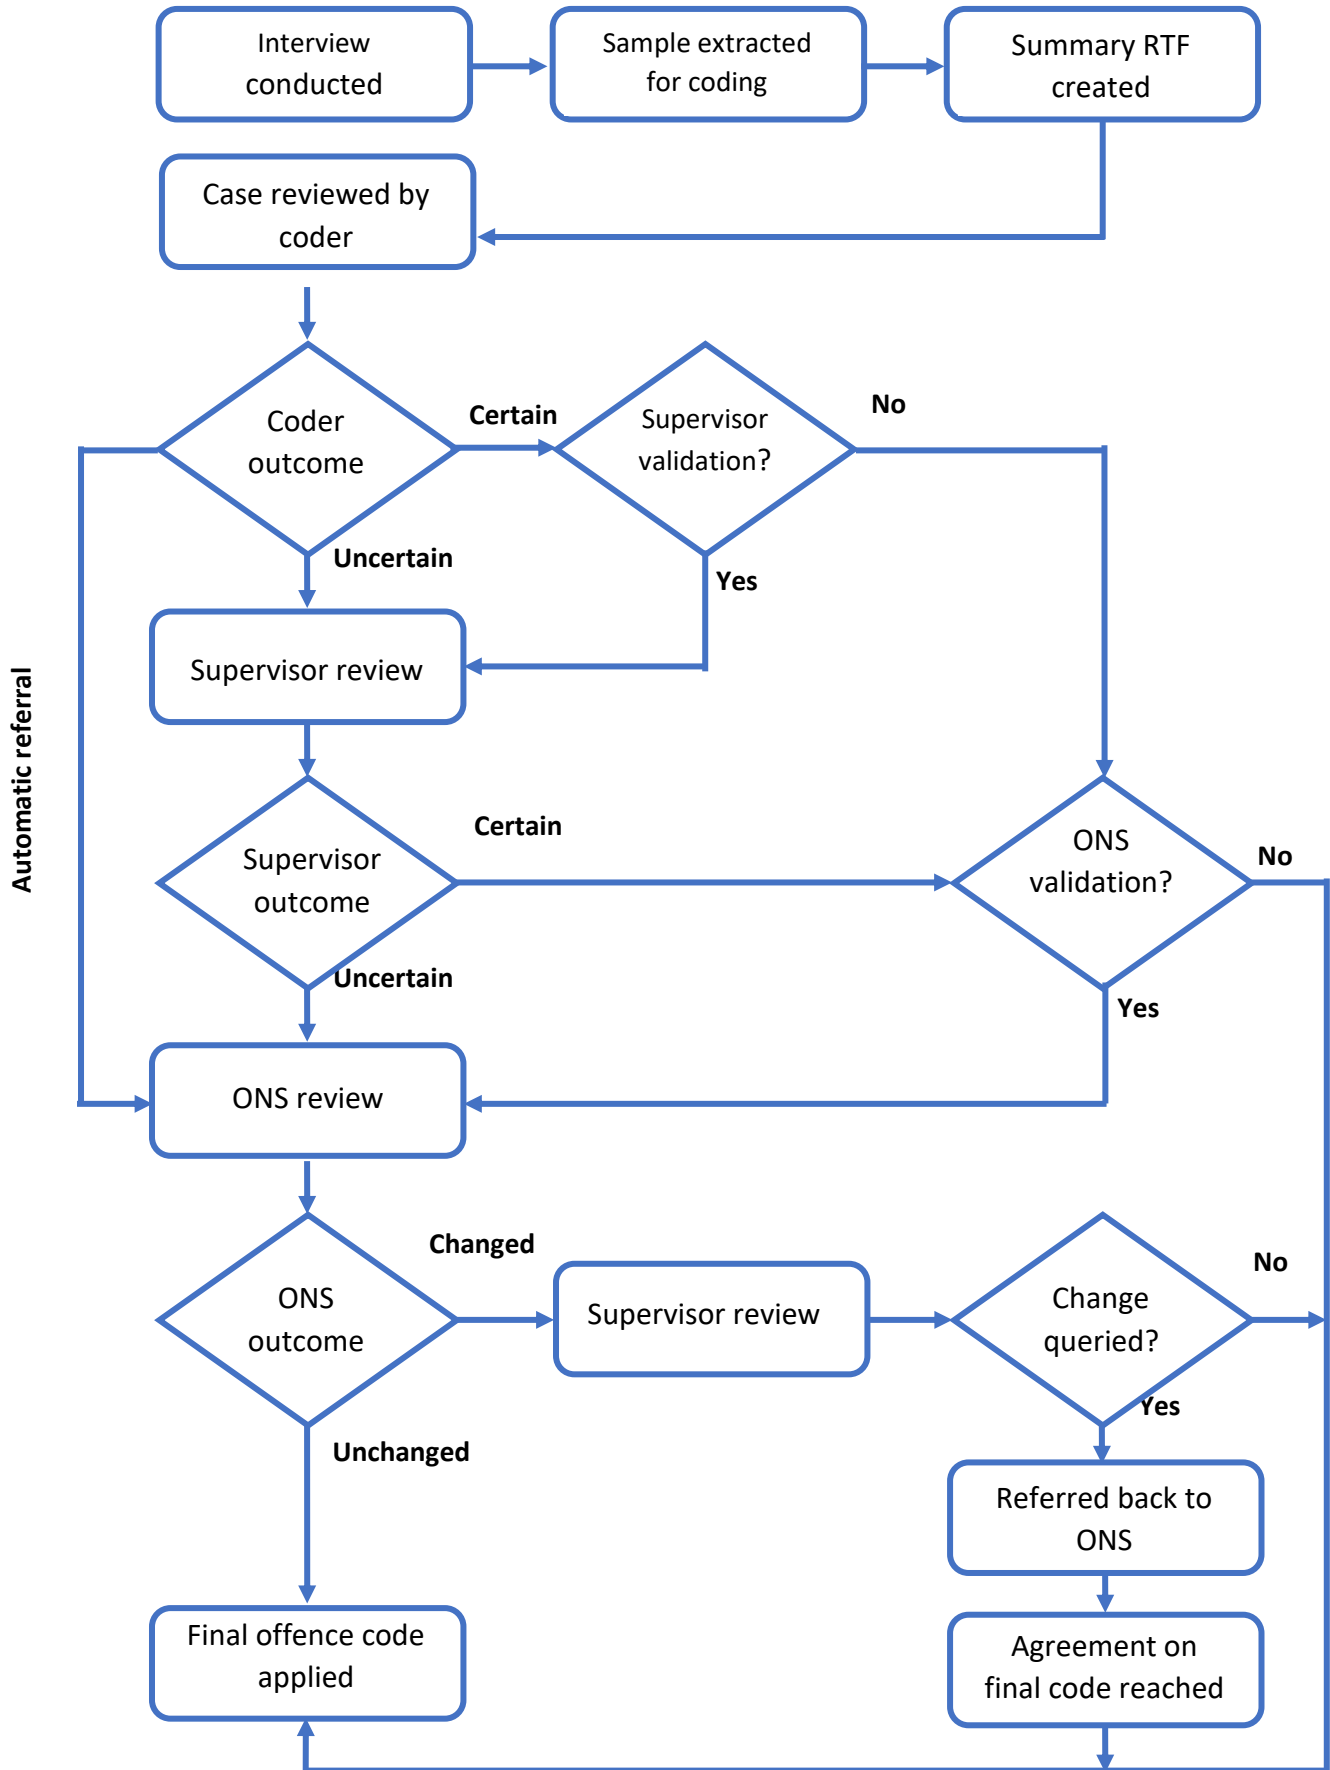 Interview
conducted
Sample extracted
for coding
Summary RTF
created
Case reviewed by
coder
Coder
outcome
Certain
Supervisor
validation?
No
Uncertain
Yes
Supervisor review
Automatic referral
Supervisor
outcome
Certain
ONS
validation?
No
Uncertain
Yes
ONS review
ONS
outcome
Changed
Supervisor review
Change
queried?
No
Yes
Unchanged
Referred back to
ONS
Final offence code
applied
Agreement on
final code reached